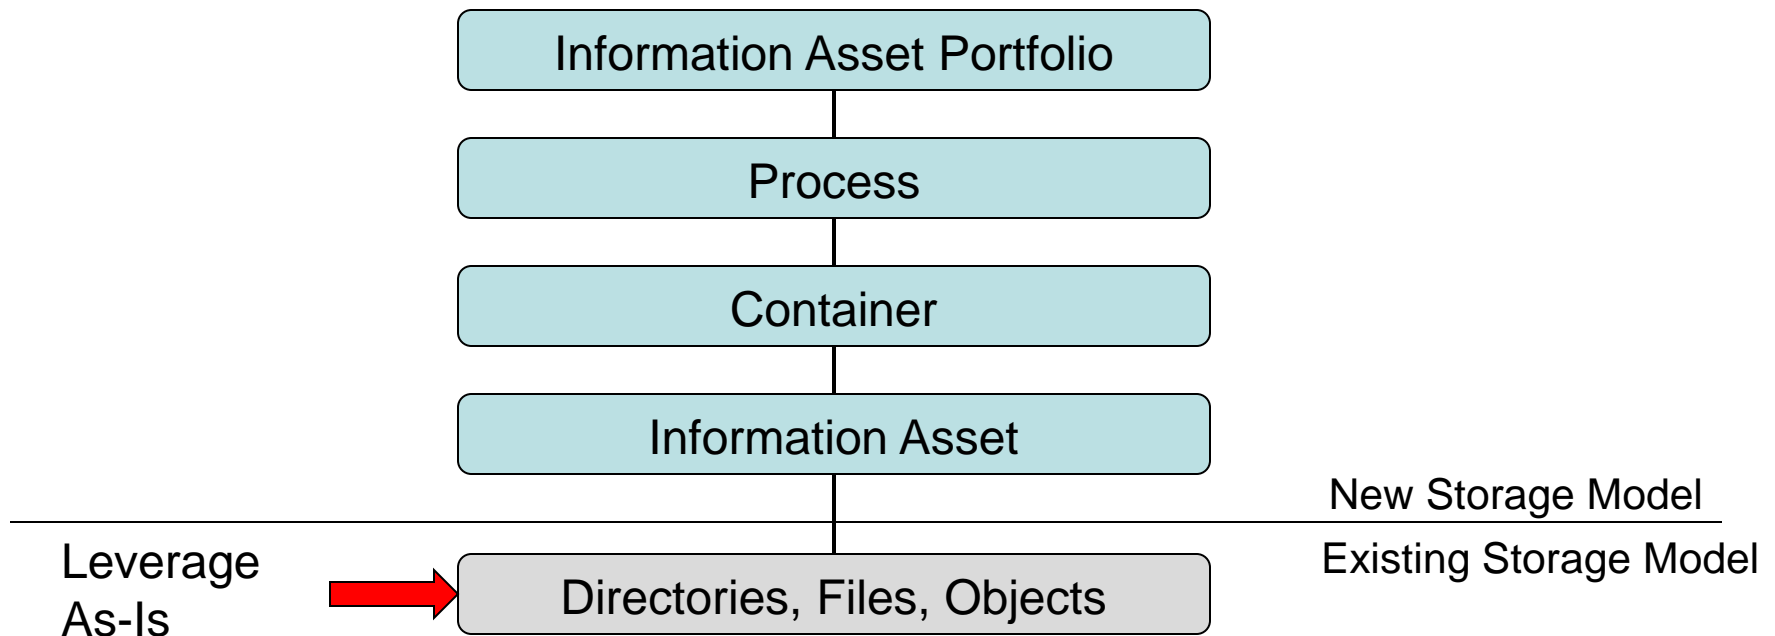 Information Asset Portfolio
Process
Container
Information Asset
New Storage Model
Existing Storage Model
Leverage
As-Is
Directories, Files, Objects